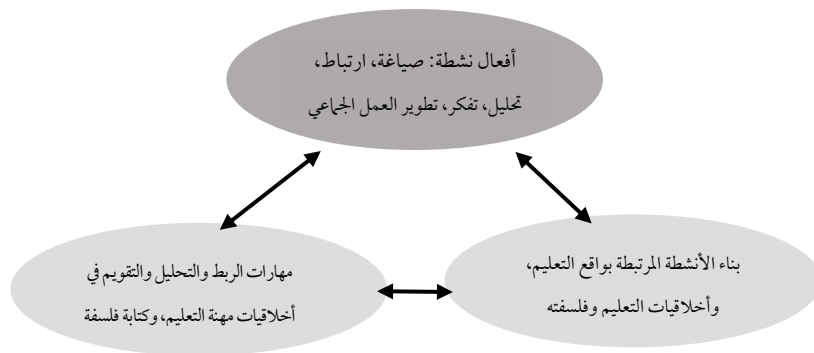 أفعال نشطة: صياغة، ارتباط،
تحليل، تفكر، تطوير العمل الجماعي
بناء الأنشطة المرتبطة بواقع التعليم،
وأخلاقيات التعليم وفلسفته
مهارات الربط والتحليل والتقويم في
أخلاقيات مهنة التعليم، وكتابة فلسفة